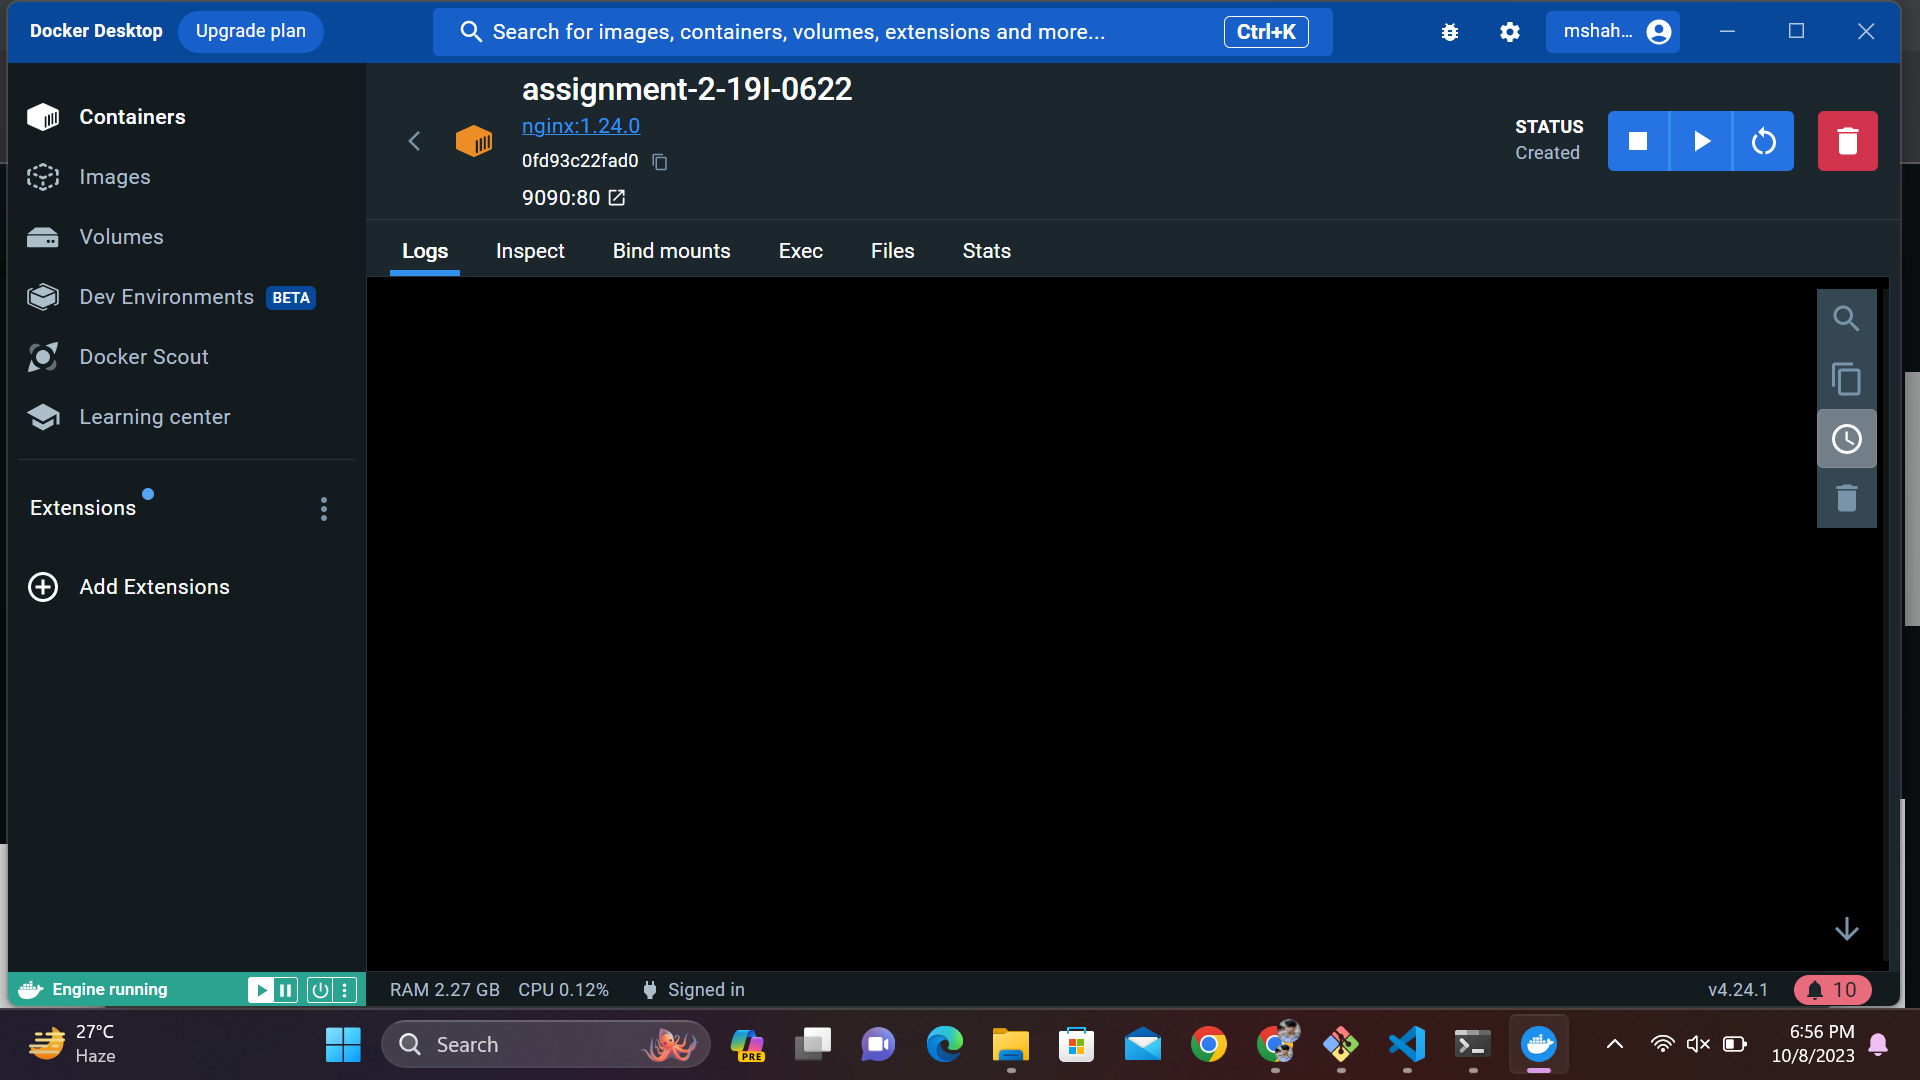 Docker Desktop
Upgrade plan
Search for images, containers, volumes, extensions and more...
Ctrl+K
mshah...
Containers
Images
Volumes
Dev Environments BETA
Docker Scout
Learning center
Extensions
Add Extensions
assignment-2-19I-0622
nginx:1.24.0
0fd93c22fad0
9090:80
STATUS
Created
Logs
Inspect
Bind mounts
Exec
Files
Stats
Engine running
RAM 2.27 GB CPU 0.12%
Signed in
v4.24.1
10
27°C
Haze
Search
PRE
6:56 PM
10/8/2023